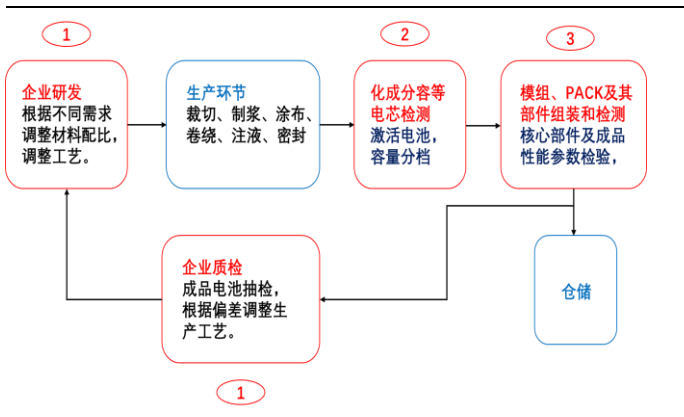 1
2
3
企业研发
根据不同需求
调整材料配比，
调整工艺。
生产环节
裁切、制浆、涂布、
卷绕、注液、密封
化成分容等
电芯检测
激活电池，
容量分档
模组、PACK及其
部件组装和检测
核心部件及成品
性能参数检验，
企业质检
成品电池抽检，
根据偏差调整生
产工艺。
仓储
1